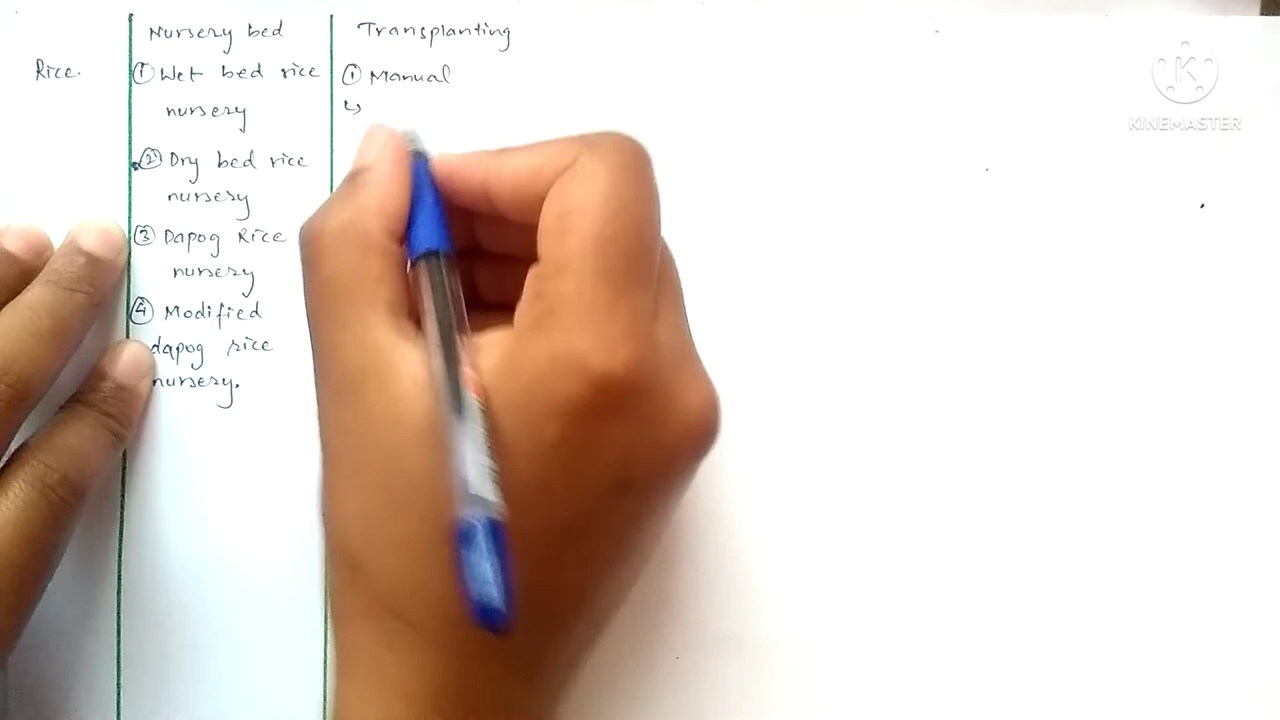 Nursery bed
Transplanting
Rice.
① Wet bed rice
nursery
② Dry bed rice
nursery
③ Dapog Rice
nursery
④ Modified
dapog rice
nursery.
① Manual
↳
KINEMASTER